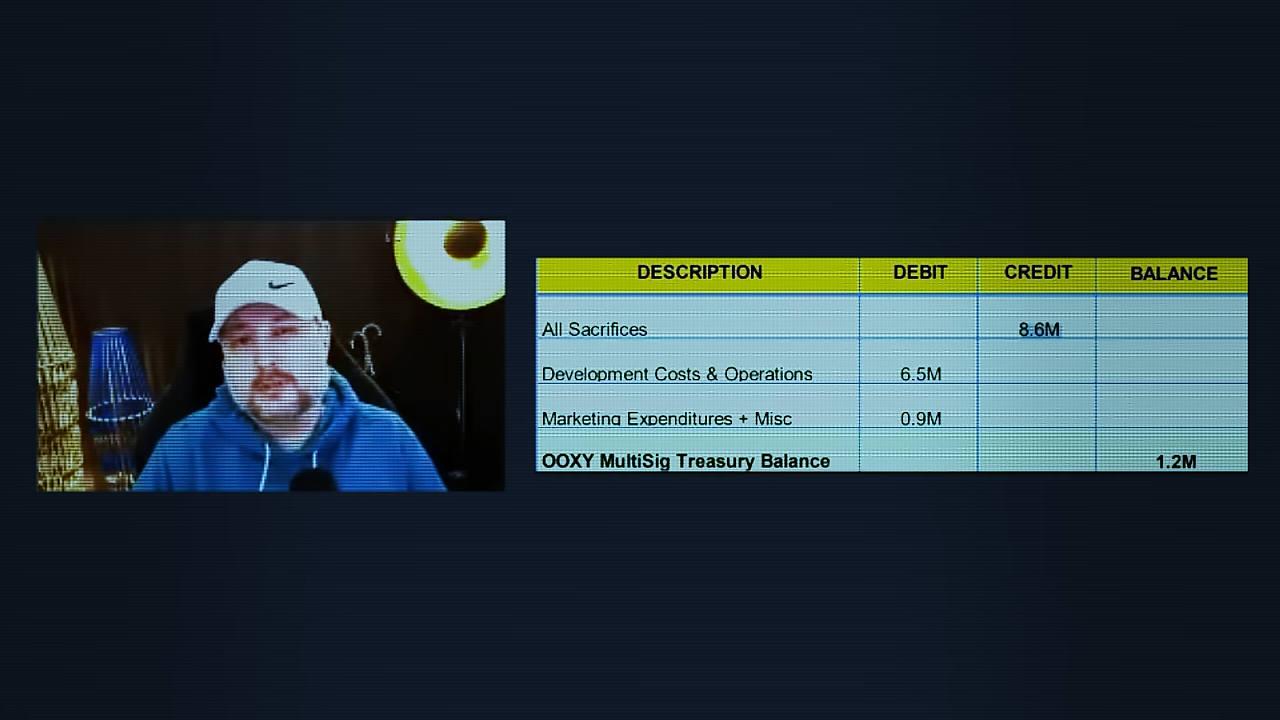 DESCRIPTION DEBIT CREDIT BALANCE
All Sacrifices 8.6M
Development Costs & Operations 6.5M
Marketing Expenditures + Misc 0.9M
OOXY MultiSig Treasury Balance 1.2M